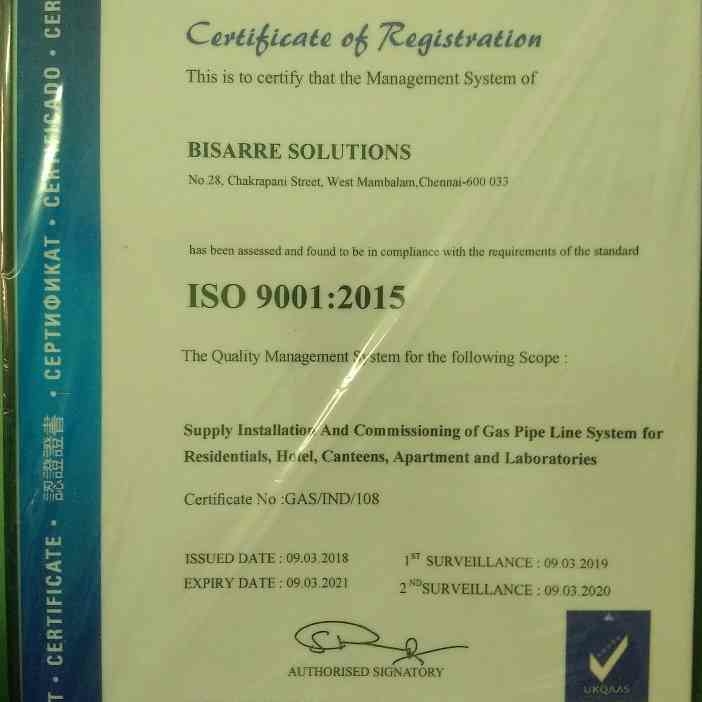 Certificate of Registration
This is to certify that the Management System of
BISARRE SOLUTIONS
No.28, Chakrapani Street, West Mambalam,Chennai-600 033
has been assessed and found to be in compliance with the requirements of the standard
ISO 9001:2015
The Quality Management System for the following Scope :
Supply Installation And Commissioning of Gas Pipe Line System for
Residentials, Hotel, Canteens, Apartment and Laboratories
Certificate No :GAS/IND/108
ISSUED DATE : 09.03.2018
1ST SURVEILLANCE : 09.03.2019
EXPIRY DATE : 09.03.2021
2NDSURVEILLANCE : 09.03.2020
AUTHORISED SIGNATORY
UKQAAS
T • CERTIFICATE • 認證證書 • СЕРТИФИКАТ • CERTIFICADO • CER